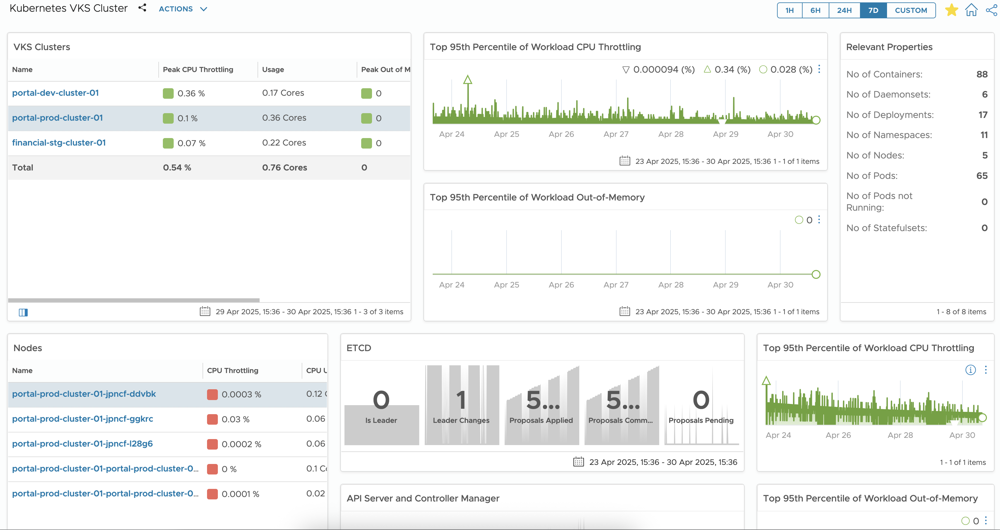 Kubernetes VKS Cluster ACTIONS 1H 6H 24H 7D CUSTOM
VKS Clusters
Name Peak CPU Throttling Usage Peak Out of M
portal-dev-cluster-01 0.36 % 0.17 Cores 0
portal-prod-cluster-01 0.1 % 0.36 Cores 0
financial-stg-cluster-01 0.07 % 0.22 Cores 0
Total 0.54 % 0.76 Cores 0
29 Apr 2025, 15:36 - 30 Apr 2025, 15:36 1 - 3 of 3 items
Top 95th Percentile of Workload CPU Throttling
0.000094 (%) 0.34 (%) 0.028 (%)
Apr 24 Apr 25 Apr 26 Apr 27 Apr 28 Apr 29 Apr 30
23 Apr 2025, 15:36 - 30 Apr 2025, 15:36 1 - 1 of 1 items
Top 95th Percentile of Workload Out-of-Memory
0
Apr 24 Apr 25 Apr 26 Apr 27 Apr 28 Apr 29 Apr 30
23 Apr 2025, 15:36 - 30 Apr 2025, 15:36 1 - 1 of 1 items
Relevant Properties
No of Containers: 88
No of Daemonsets: 6
No of Deployments: 17
No of Namespaces: 11
No of Nodes: 5
No of Pods: 65
No of Pods not
Running: 0
No of Statefulsets: 0
1 - 8 of 8 items
Nodes
Name CPU Throttling CPU U
portal-prod-cluster-01-jpncf-ddvbk 0.0003 % 0.12
portal-prod-cluster-01-jpncf-ggkrc 0.03 % 0.06
portal-prod-cluster-01-jpncf-l28g6 0.0002 % 0.06
portal-prod-cluster-01-portal-prod-cluster-0... 0 % 0.1 Co
portal-prod-cluster-01-portal-prod-cluster-0... 0.0001 % 0.02
ETCD
0 1 5... 5... 0
Is Leader Leader Changes Proposals Applied Proposals Comm... Proposals Pending
23 Apr 2025, 15:36 - 30 Apr 2025, 15:36
Top 95th Percentile of Workload CPU Throttling
Apr 24 Apr 26 Apr 28 Apr 30
1 - 1 of 1 items
API Server and Controller Manager
Top 95th Percentile of Workload Out-of-Memory
0